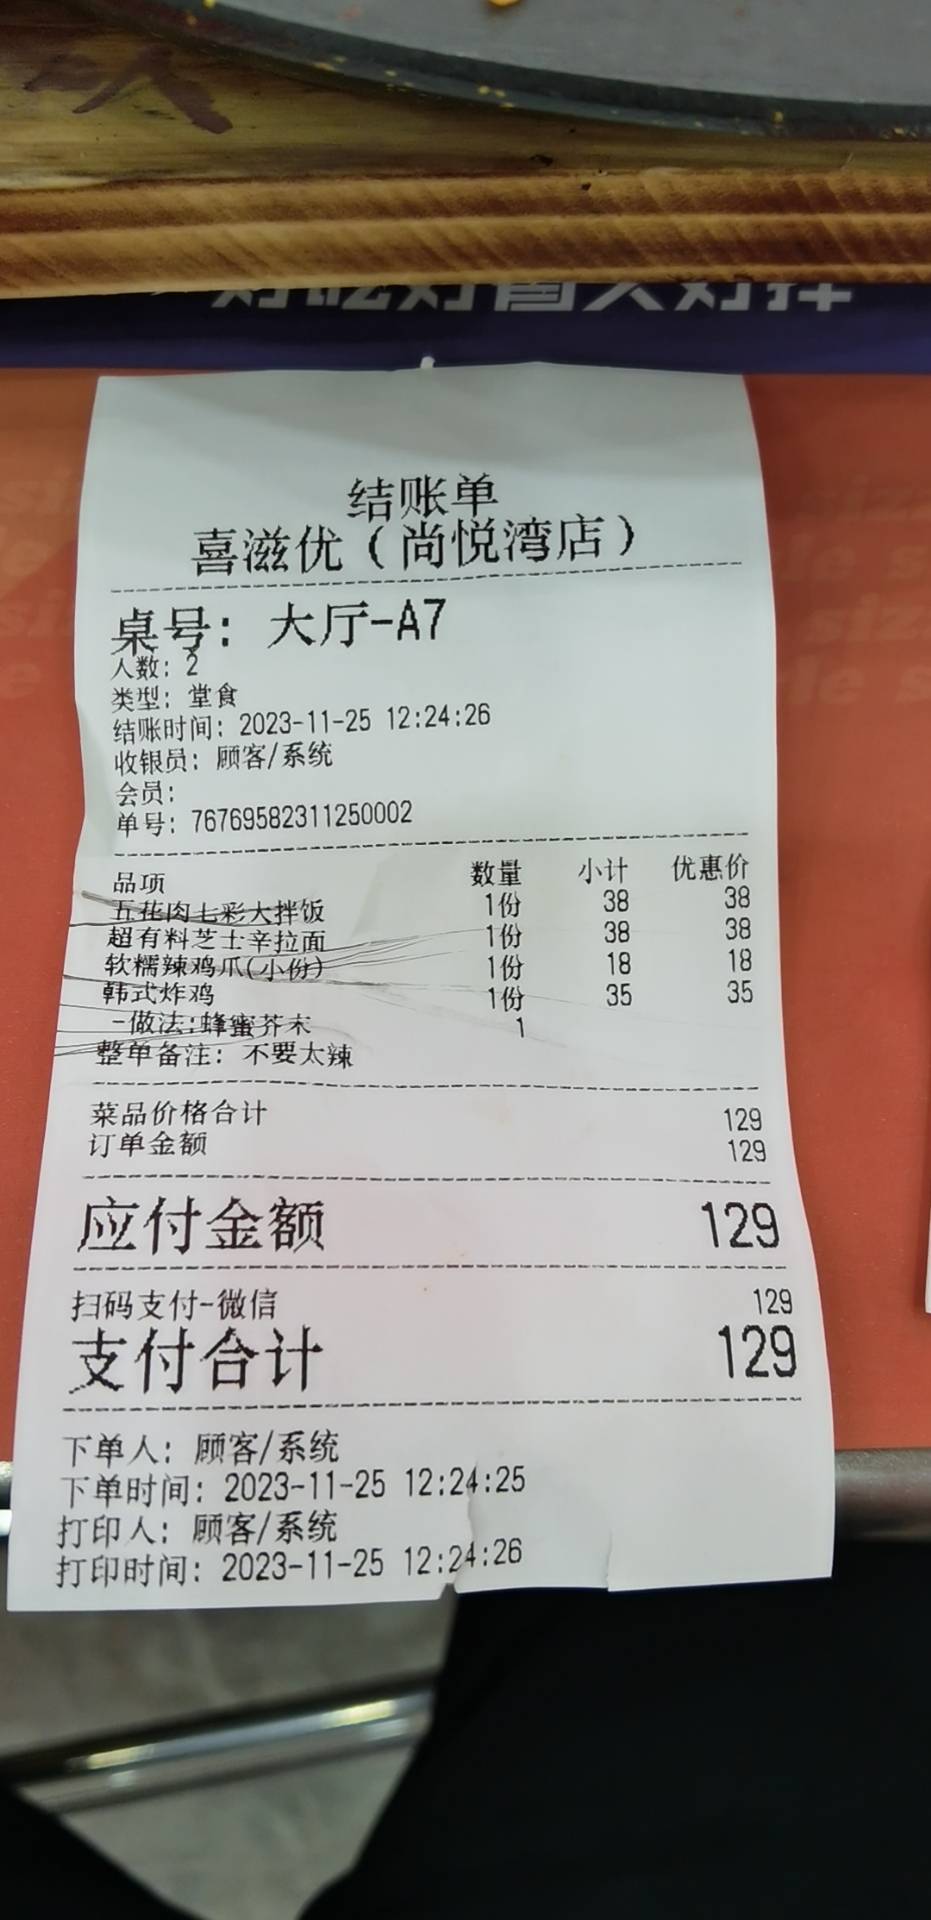 结账单
喜滋优（尚悦湾店）
桌号：大厅-A7
人数：2
类型：堂食
结账时间：2023-11-25 12:24:26
收银员：顾客/系统
会员：
单号：76769582311250002
品项 数量 小计 优惠价
五花肉七彩大拌饭 1份 38 38
超有料芝士辛拉面 1份 38 38
软糯辣鸡爪(小份) 1份 18 18
韩式炸鸡 1份 35 35
-做法:蜂蜜芥末 1
整单备注：不要太辣
菜品价格合计 129
订单金额 129
应付金额 129
扫码支付-微信 129
支付合计 129
下单人：顾客/系统
下单时间：2023-11-25 12:24:25
打印人：顾客/系统
打印时间：2023-11-25 12:24:26